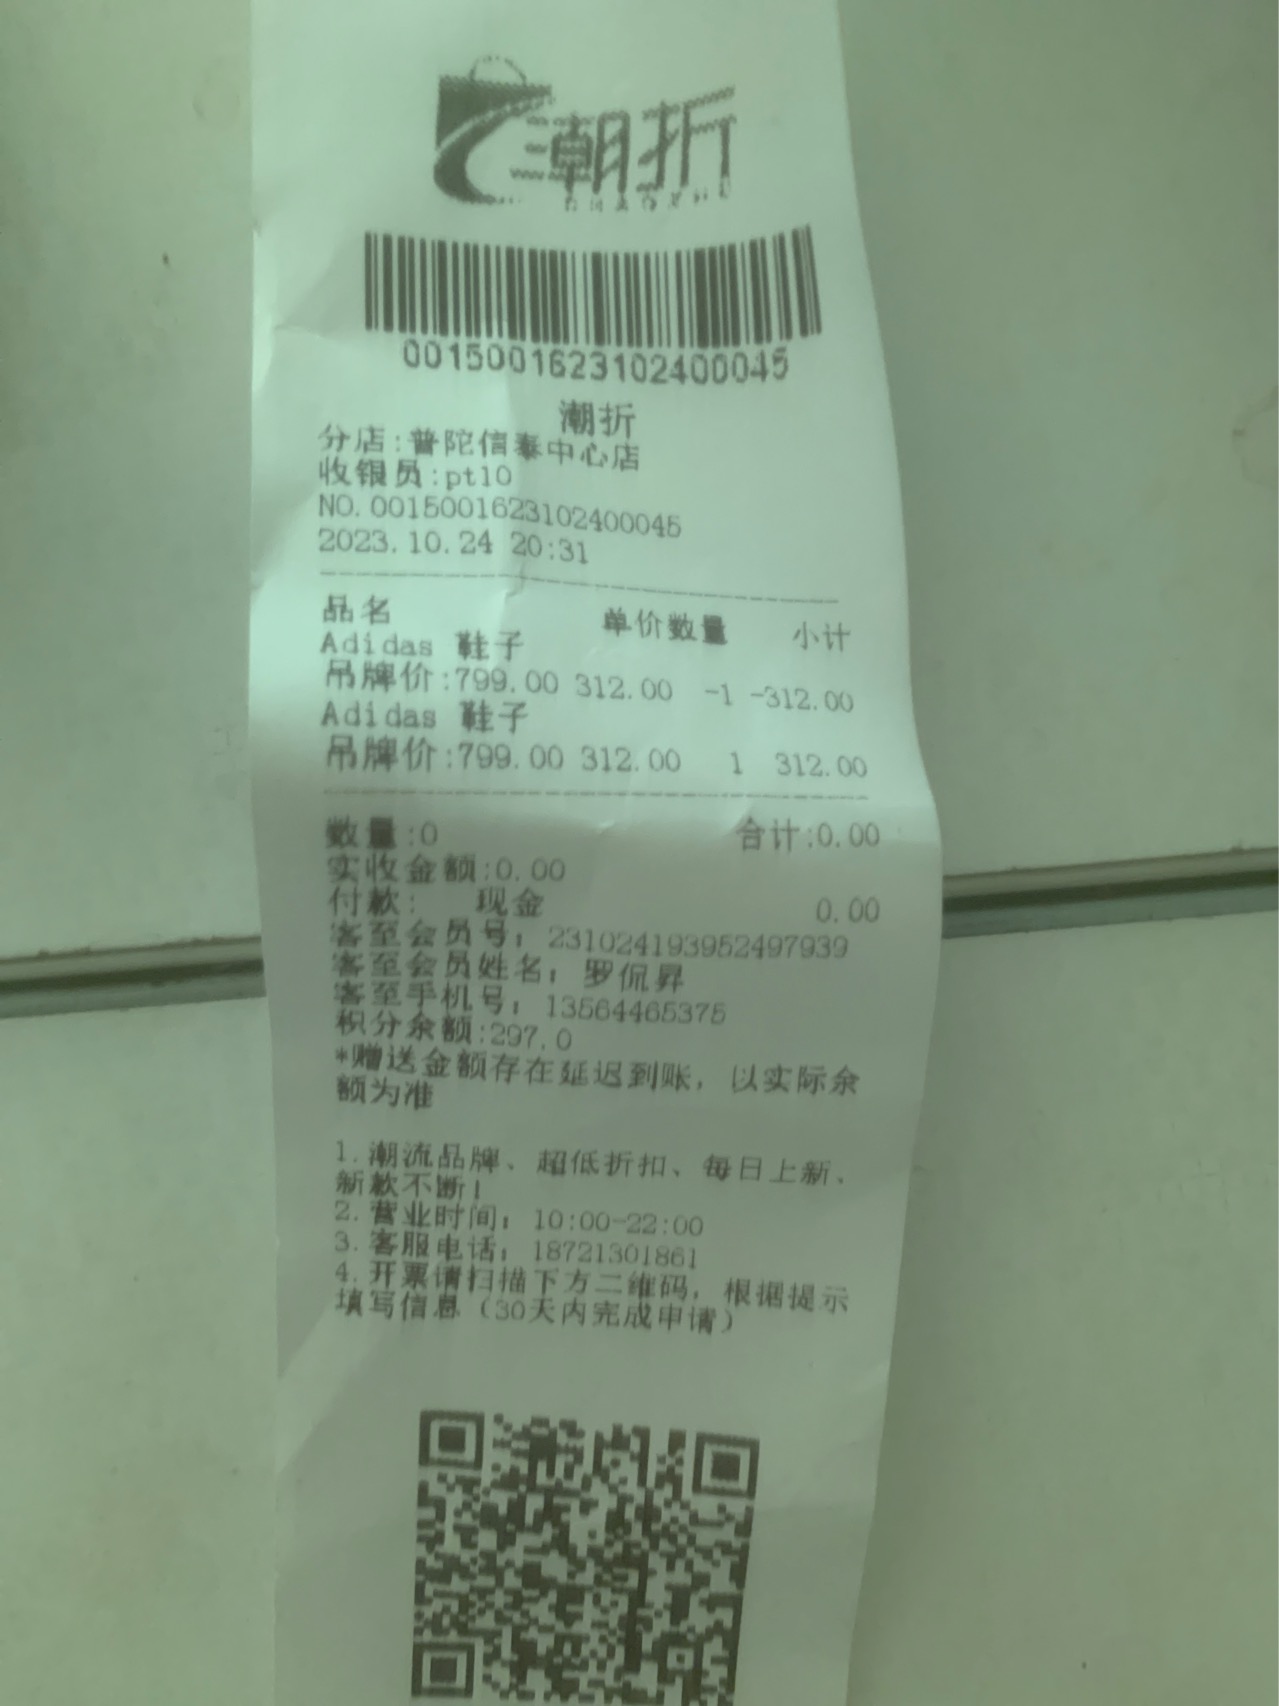 潮折
0015001623102400045
潮折
分店:普陀信泰中心店
收银员:pt10
NO.0015001623102400045
2023.10.24 20:31
品名 单价数量 小计
Adidas 鞋子
吊牌价:799.00 312.00 -1 -312.00
Adidas 鞋子
吊牌价:799.00 312.00 1 312.00
数量:0 合计:0.00
实收金额:0.00
付款: 现金 0.00
客至会员号：231024193952497939
客至会员姓名：罗侃昇
客至手机号：13564465375
积分余额:297.0
*赠送金额存在延迟到账，以实际余
额为准
1.潮流品牌、超低折扣、每日上新、
新款不断！
2.营业时间：10:00-22:00
3.客服电话：18721301861
4.开票请扫描下方二维码，根据提示
填写信息（30天内完成申请）